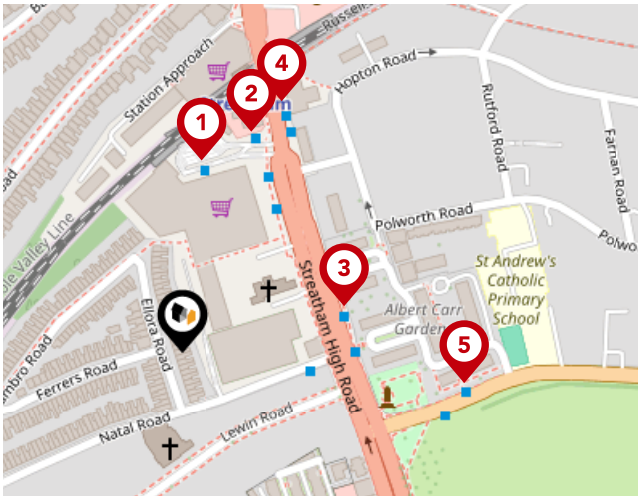 Russell
Station Approach
Hopton Road
4
2
1
Streatham
Rutford Road
Farnan Road
ble Valley Line
Polworth Road
Polwo
3
Streatham High Road
St Andrew's
Catholic
Primary
School
Albert Carr
Gardens
Ellora Road
5
mbro Road
Ferrers Road
Natal Road
Lewin Road